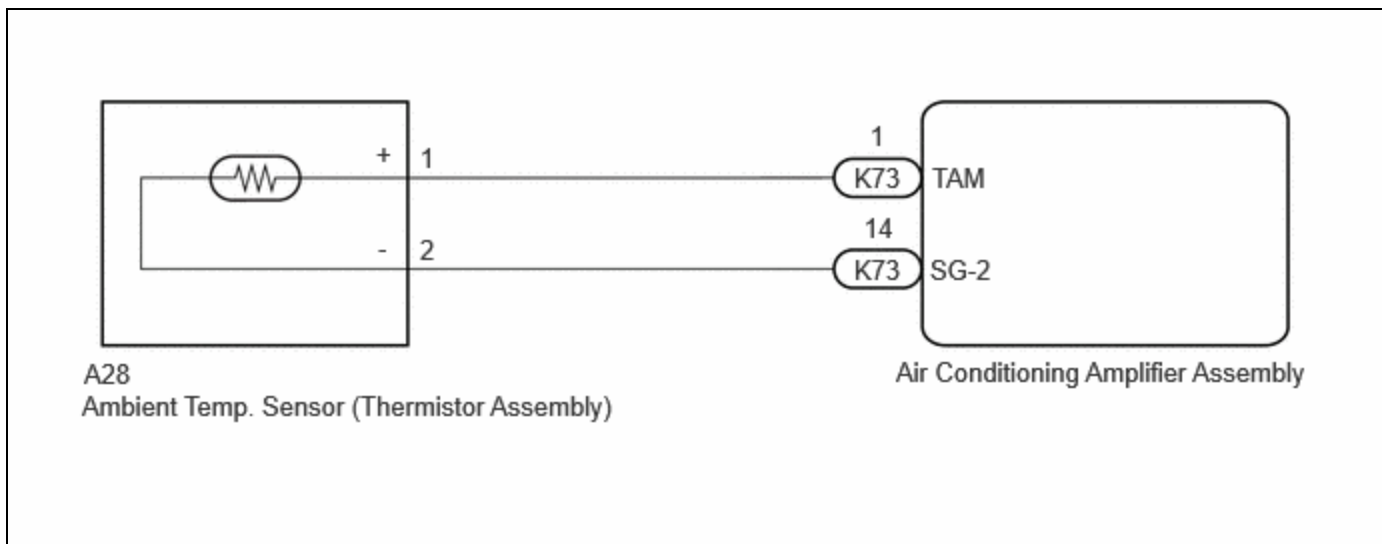 + 1
- 2
A28
Ambient Temp. Sensor (Thermistor Assembly)
1
K73 TAM
14
K73 SG-2
Air Conditioning Amplifier Assembly